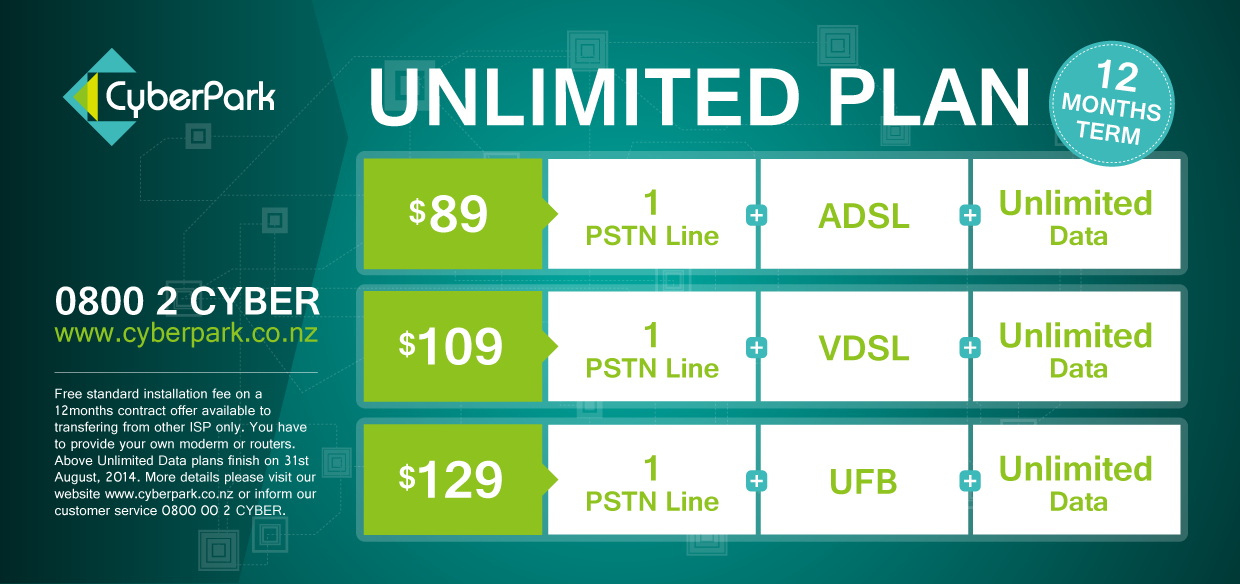 CyberPark
UNLIMITED PLAN
12
MONTHS
TERM
$89
1
PSTN Line
+
ADSL
+
Unlimited
Data
$109
1
PSTN Line
+
VDSL
+
Unlimited
Data
$129
1
PSTN Line
+
UFB
+
Unlimited
Data
0800 2 CYBER
www.cyberpark.co.nz
Free standard installation fee on a
12months contract offer available to
transfering from other ISP only. You have
to provide your own moderm or routers.
Above Unlimited Data plans finish on 31st
August, 2014. More details please visit our
website www.cyberpark.co.nz or inform our
customer service 0800 00 2 CYBER.